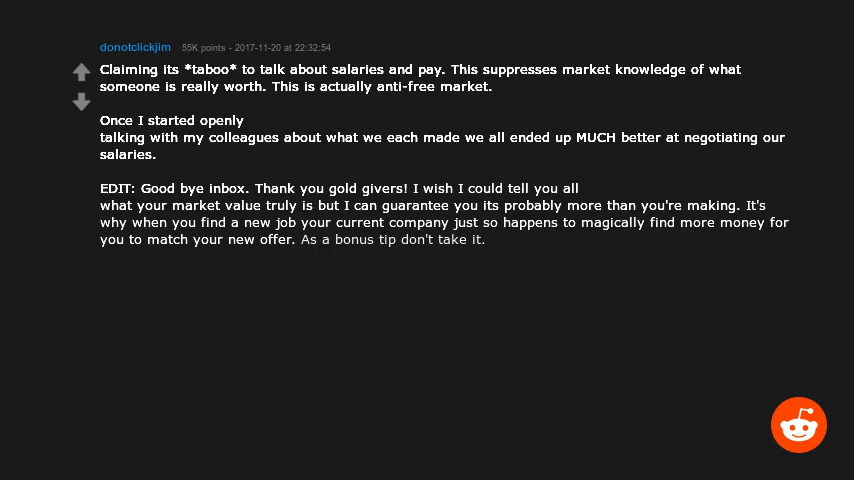 donotclickjim 55K points - 2017-11-20 at 22:32:54
Claiming its *taboo* to talk about salaries and pay. This suppresses market knowledge of what
someone is really worth. This is actually anti-free market.
Once I started openly
talking with my colleagues about what we each made we all ended up MUCH better at negotiating our
salaries.
EDIT: Good bye inbox. Thank you gold givers! I wish I could tell you all
what your market value truly is but I can guarantee you its probably more than you're making. It's
why when you find a new job your current company just so happens to magically find more money for
you to match your new offer. As a bonus tip don't take it.